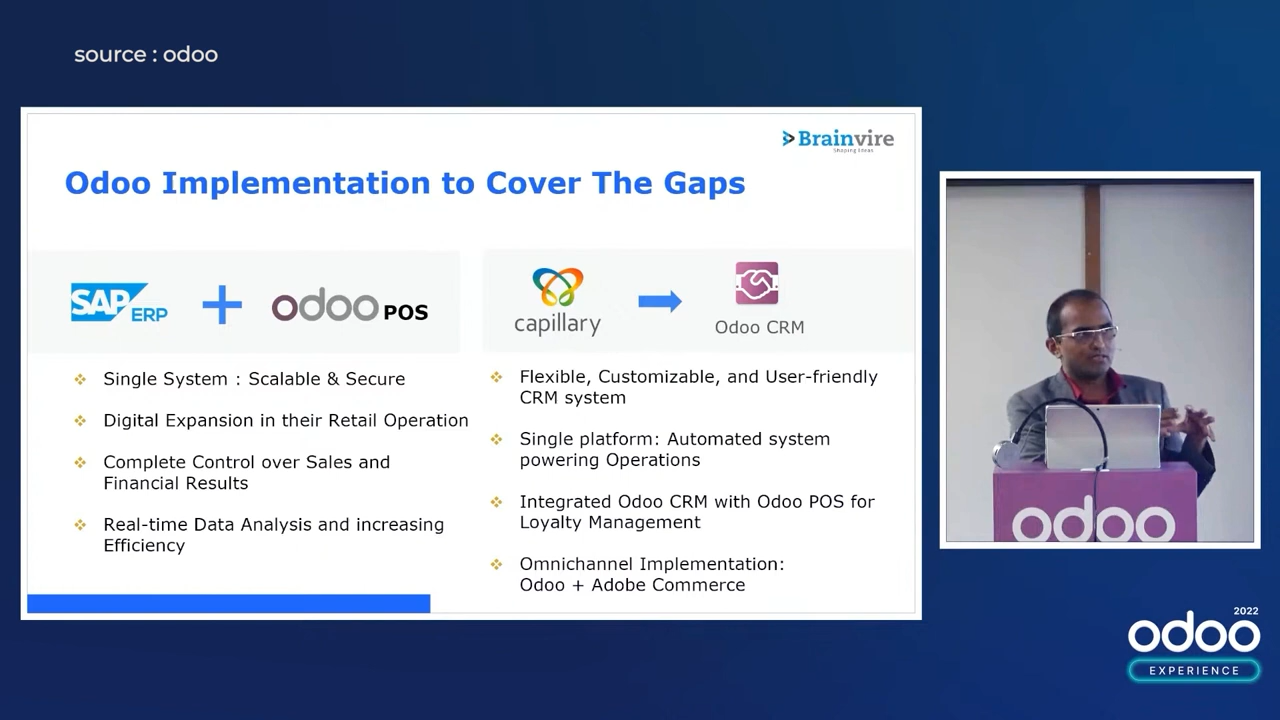 source : odoo
Brainvire
Shaping Ideas
Odoo Implementation to Cover The Gaps
SAP ERP
+
odoo POS
capillary
Odoo CRM
Single System : Scalable & Secure
Digital Expansion in their Retail Operation
Complete Control over Sales and
Financial Results
Real-time Data Analysis and increasing
Efficiency
Flexible, Customizable, and User-friendly
CRM system
Single platform: Automated system
powering Operations
Integrated Odoo CRM with Odoo POS for
Loyalty Management
Omnichannel Implementation:
Odoo + Adobe Commerce
odoo
2022
odoo
EXPERIENCE